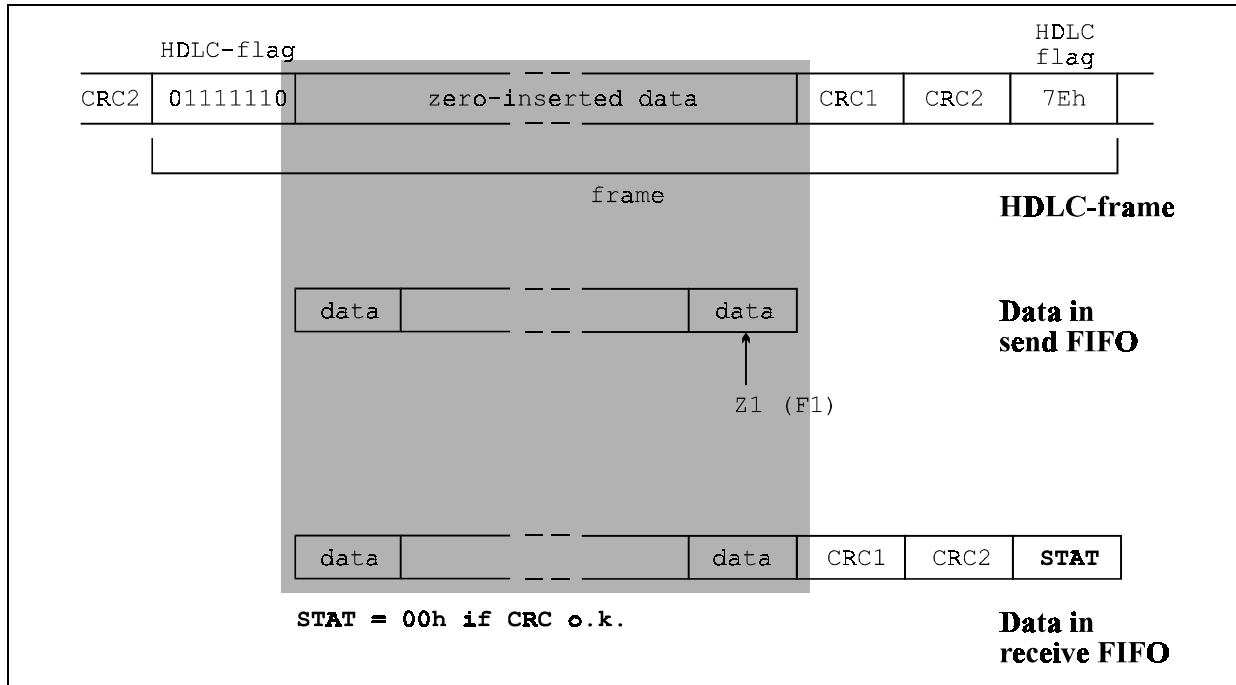 HDLC-flag
HDLC
flag
CRC2 01111110 zero-inserted data CRC1 CRC2 7Eh
frame
HDLC-frame
data data
Data in
send FIFO
Z1 (F1)
data data CRC1 CRC2 STAT
STAT = 00h if CRC o.k.
Data in
receive FIFO